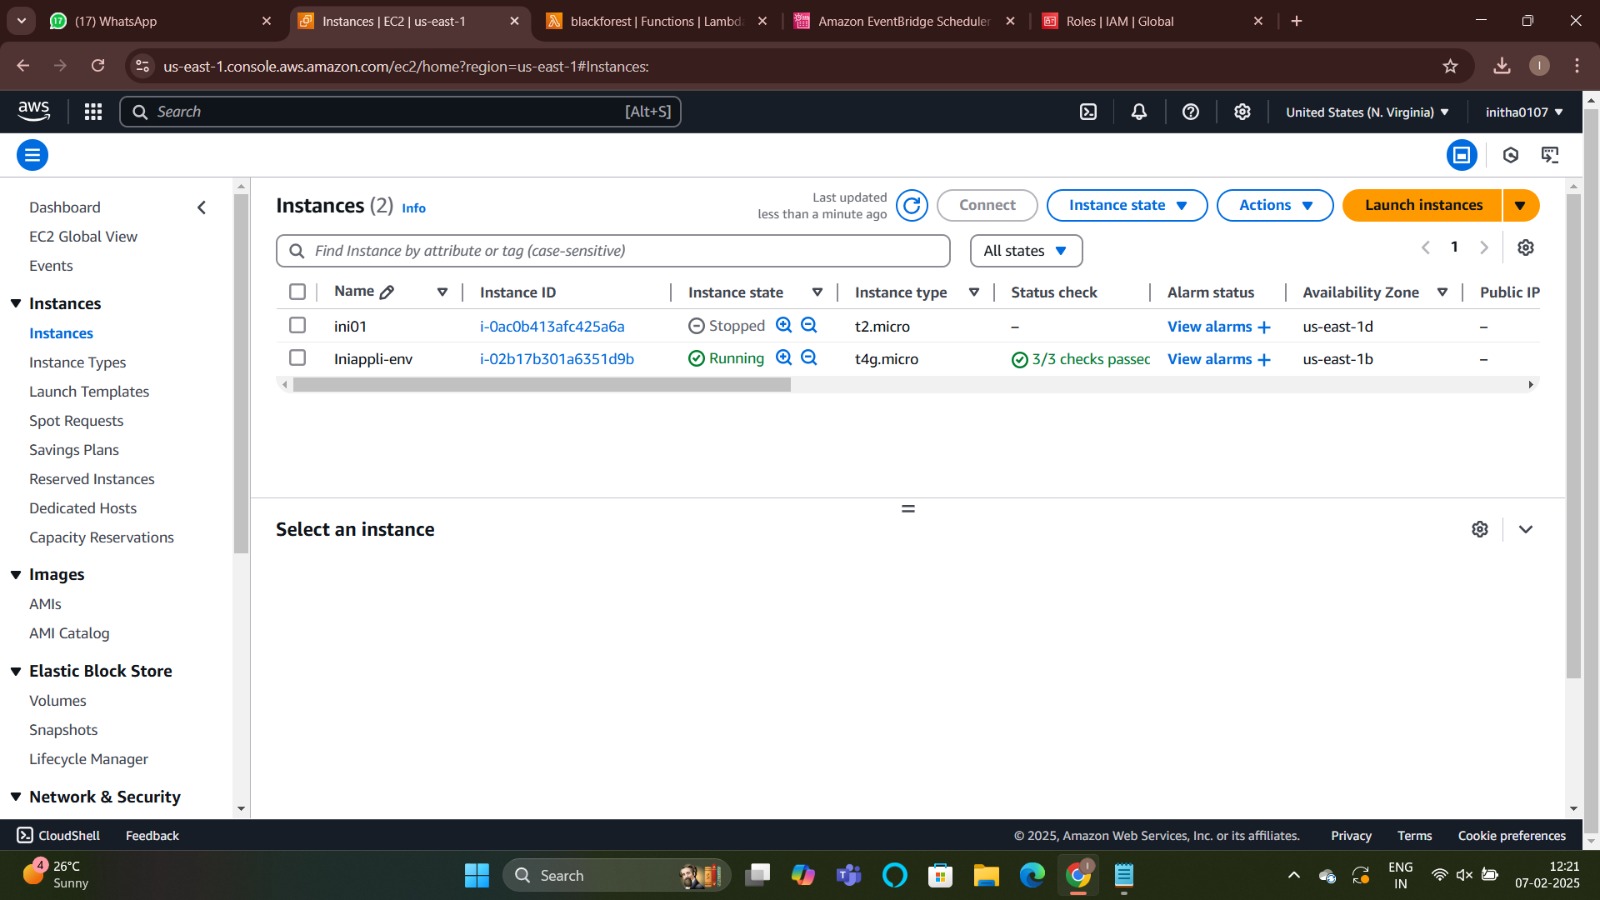 (17) WhatsApp
Instances | EC2 | us-east-1
blackforest | Functions | Lambda
Amazon EventBridge Scheduler
Roles | IAM | Global
us-east-1.console.aws.amazon.com/ec2/home?region=us-east-1#Instances:
I
aws
Search
[Alt+S]
United States (N. Virginia)
initha0107
Dashboard
EC2 Global View
Events
Instances
Instances
Instance Types
Launch Templates
Spot Requests
Savings Plans
Reserved Instances
Dedicated Hosts
Capacity Reservations
Images
AMIs
AMI Catalog
Elastic Block Store
Volumes
Snapshots
Lifecycle Manager
Network & Security
Instances (2) Info
Last updated
less than a minute ago
Connect
Instance state
Actions
Launch instances
Find Instance by attribute or tag (case-sensitive)
All states
1
Name Instance ID Instance state Instance type Status check Alarm status Availability Zone Public IP
ini01 i-0ac0b413afc425a6a Stopped t2.micro – View alarms + us-east-1d –
Iniappli-env i-02b17b301a6351d9b Running t4g.micro 3/3 checks passec View alarms + us-east-1b –
Select an instance
CloudShell Feedback
© 2025, Amazon Web Services, Inc. or its affiliates. Privacy Terms Cookie preferences
4
26°C
Sunny
Search
ENG
IN
12:21
07-02-2025